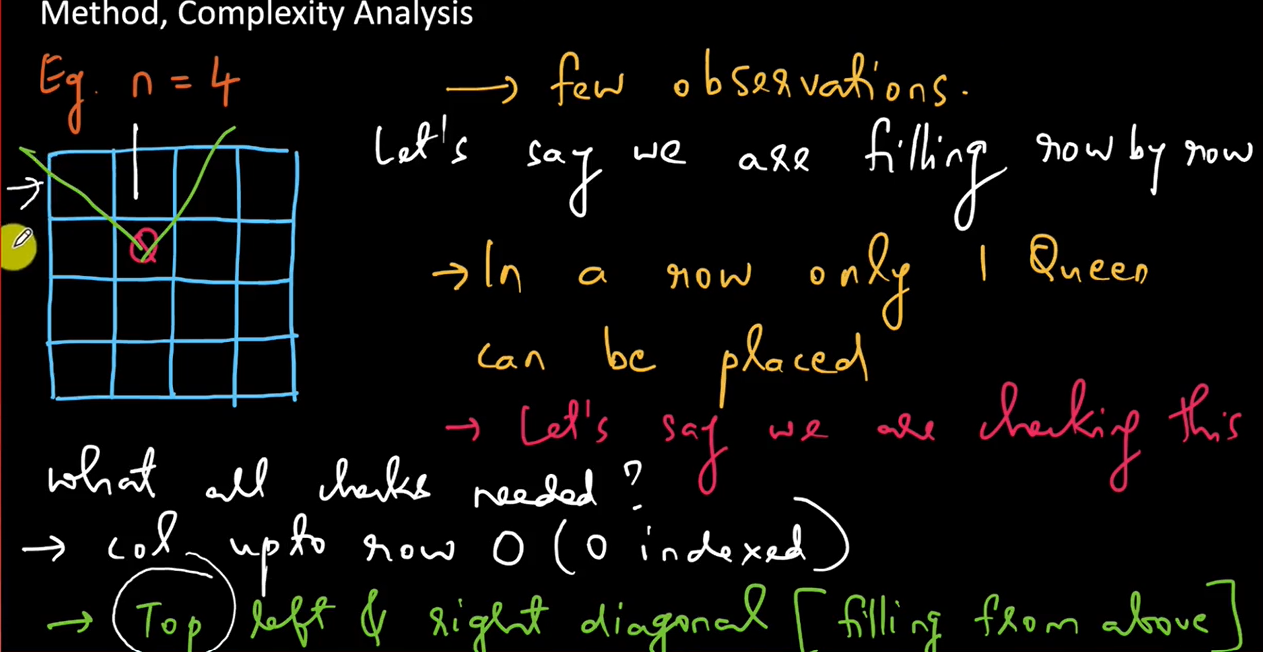 Method, Complexity Analysis
Eg. n = 4
→ few observations.
Let's say we are filling row by row
→ In a row only 1 Queen
can be placed
→ Let's say we are checking this
Q
what all checks needed?
→ col. upto row 0 (0 indexed)
→ Top left & right diagonal [filling from above]